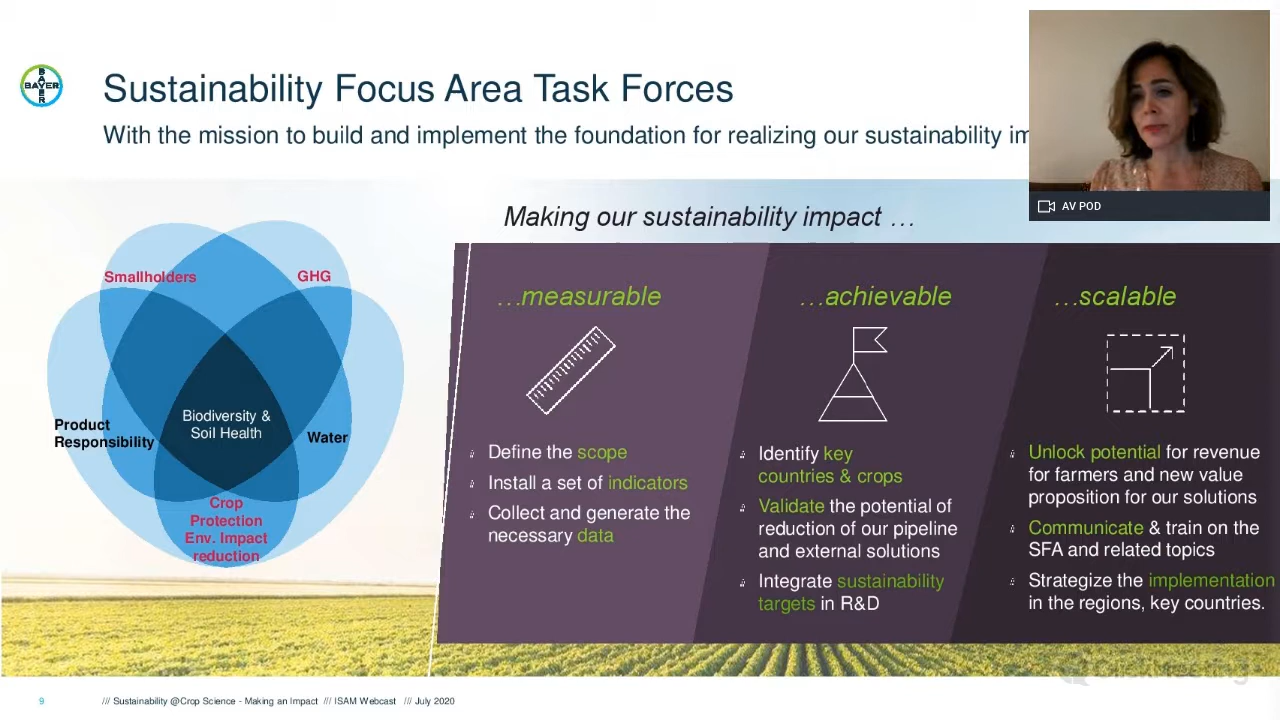 BAYER
BAYER
Sustainability Focus Area Task Forces
With the mission to build and implement the foundation for realizing our sustainability
AV POD
Making our sustainability impact …
Smallholders
GHG
Product
Responsibility
Biodiversity &
Soil Health
Water
Crop
Protection
Env. Impact
reduction
…measurable
Define the scope
Install a set of indicators
Collect and generate the
necessary data
…achievable
Identify key
countries & crops
Validate the potential of
reduction of our pipeline
and external solutions
Integrate sustainability
targets in R&D
…scalable
Unlock potential for revenue
for farmers and new value
proposition for our solutions
Communicate & train on the
SFA and related topics
Strategize the implementation
in the regions, key countries.
ClickMeeting
9
/// Sustainability @Crop Science - Making an Impact /// ISAM Webcast /// July 2020